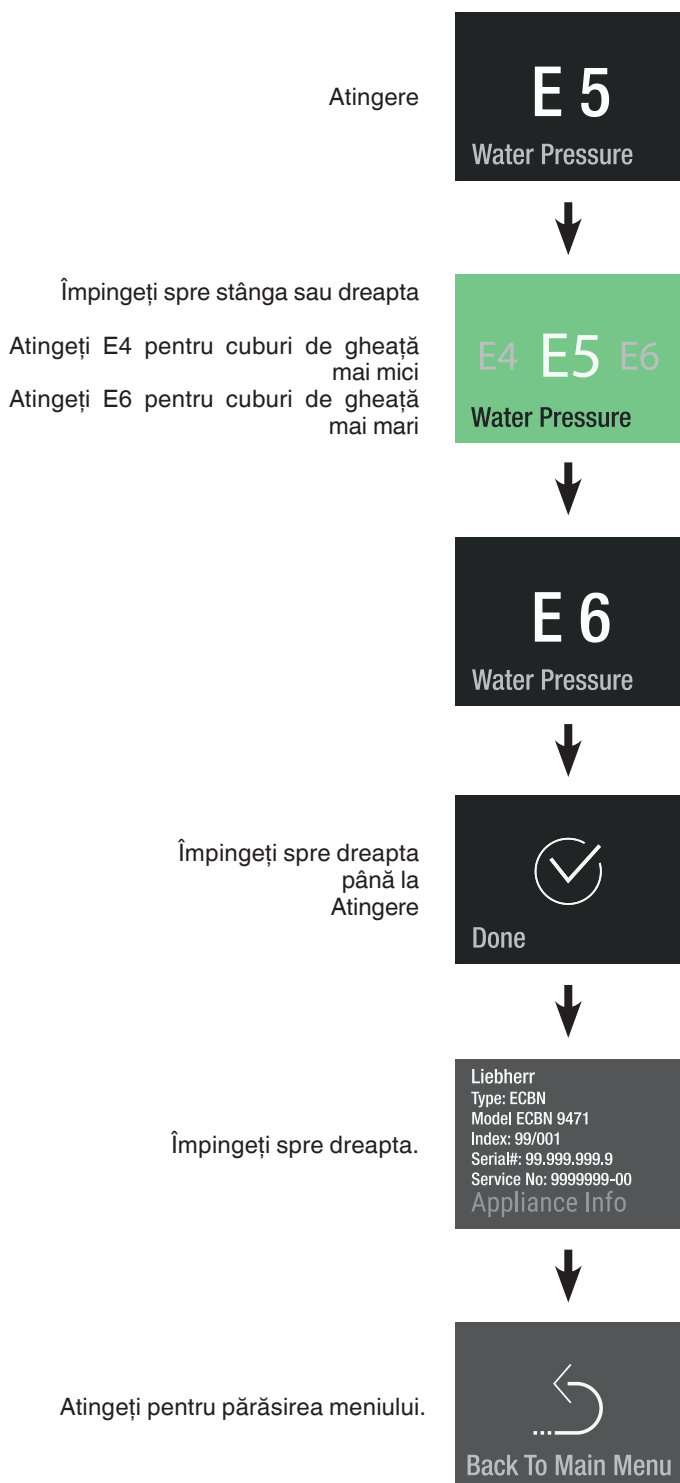 Atingere
E 5
Water Pressure
Împingeți spre stânga sau dreapta
Atingeți E4 pentru cuburi de gheață
mai mici
Atingeți E6 pentru cuburi de gheață
mai mari
E4 E5 E6
Water Pressure
E 6
Water Pressure
Împingeți spre dreapta
până la
Atingere
Done
Împingeți spre dreapta.
Liebherr
Type: ECBN
Model ECBN 9471
Index: 99/001
Serial#: 99.999.999.9
Service No: 9999999-00
Appliance Info
Atingeți pentru părăsirea meniului.
Back To Main Menu